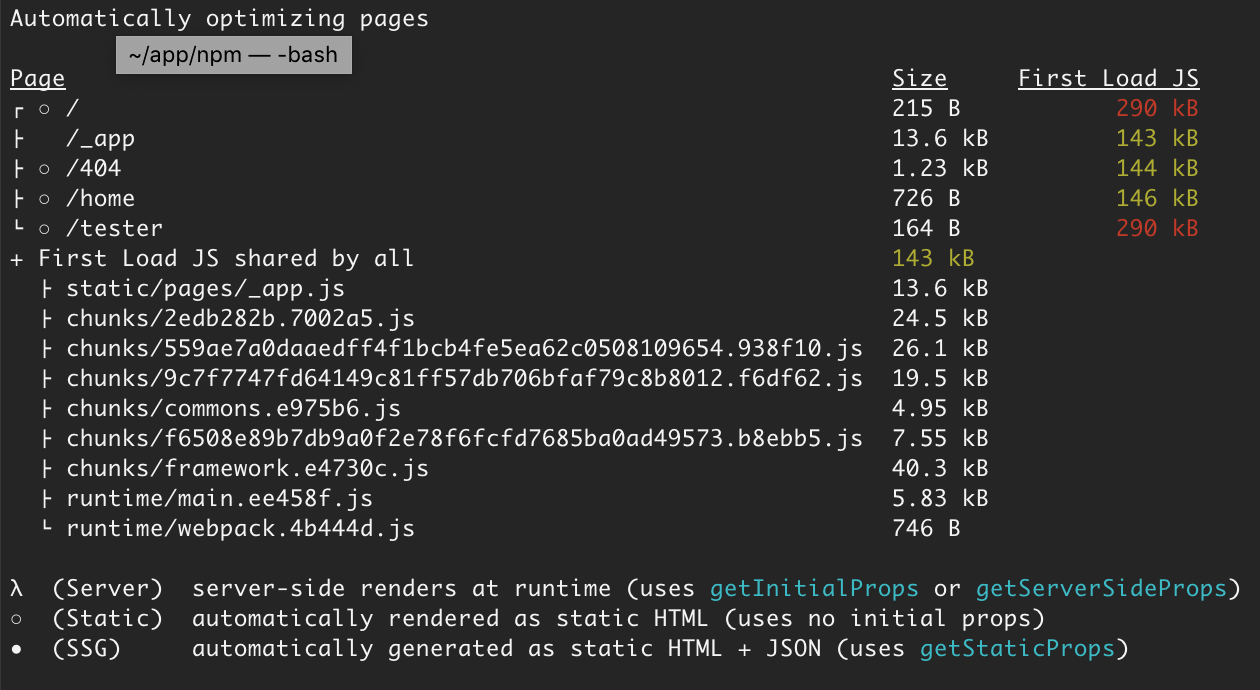 Automatically optimizing pages
~/app/npm — -bash
Page Size First Load JS
┌ ○ / 215 B 290 kB
├ /_app 13.6 kB 143 kB
├ ○ /404 1.23 kB 144 kB
├ ○ /home 726 B 146 kB
└ ○ /tester 164 B 290 kB
+ First Load JS shared by all 143 kB
├ static/pages/_app.js 13.6 kB
├ chunks/2edb282b.7002a5.js 24.5 kB
├ chunks/559ae7a0daaedff4f1bcb4fe5ea62c0508109654.938f10.js 26.1 kB
├ chunks/9c7f7747fd64149c81ff57db706bfaf79c8b8012.f6df62.js 19.5 kB
├ chunks/commons.e975b6.js 4.95 kB
├ chunks/f6508e89b7db9a0f2e78f6fcfd7685ba0ad49573.b8ebb5.js 7.55 kB
├ chunks/framework.e4730c.js 40.3 kB
├ runtime/main.ee458f.js 5.83 kB
└ runtime/webpack.4b444d.js 746 B
λ (Server) server-side renders at runtime (uses getInitialProps or getServerSideProps)
○ (Static) automatically rendered as static HTML (uses no initial props)
● (SSG) automatically generated as static HTML + JSON (uses getStaticProps)